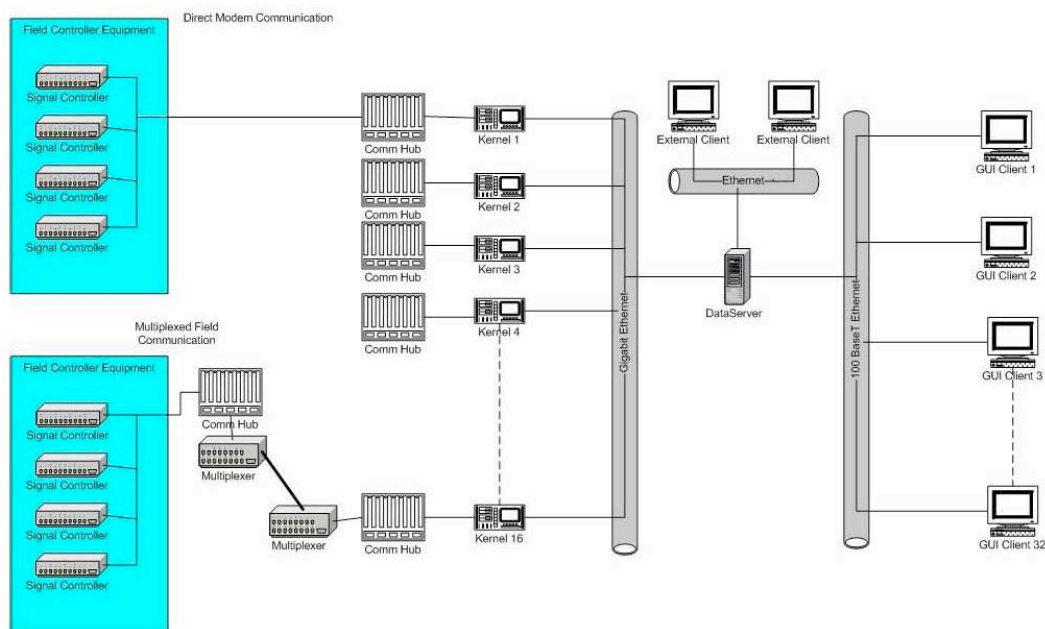 Direct Modern Communication
Field Controller Equipment
Signal Controller
Signal Controller
Signal Controller
Signal Controller
Comm Hub
Kernel 1
Comm Hub
Kernel 2
Comm Hub
Kernel 3
Comm Hub
Kernel 4
Gigabit Ethernet
External Client
External Client
Ethernet
DataServer
100 BaseT Ethernet
GUI Client 1
GUI Client 2
GUI Client 3
GUI Client 32
Multiplexed Field
Communication
Field Controller Equipment
Signal Controller
Signal Controller
Signal Controller
Signal Controller
Comm Hub
Multiplexer
Multiplexer
Comm Hub
Kernel 16